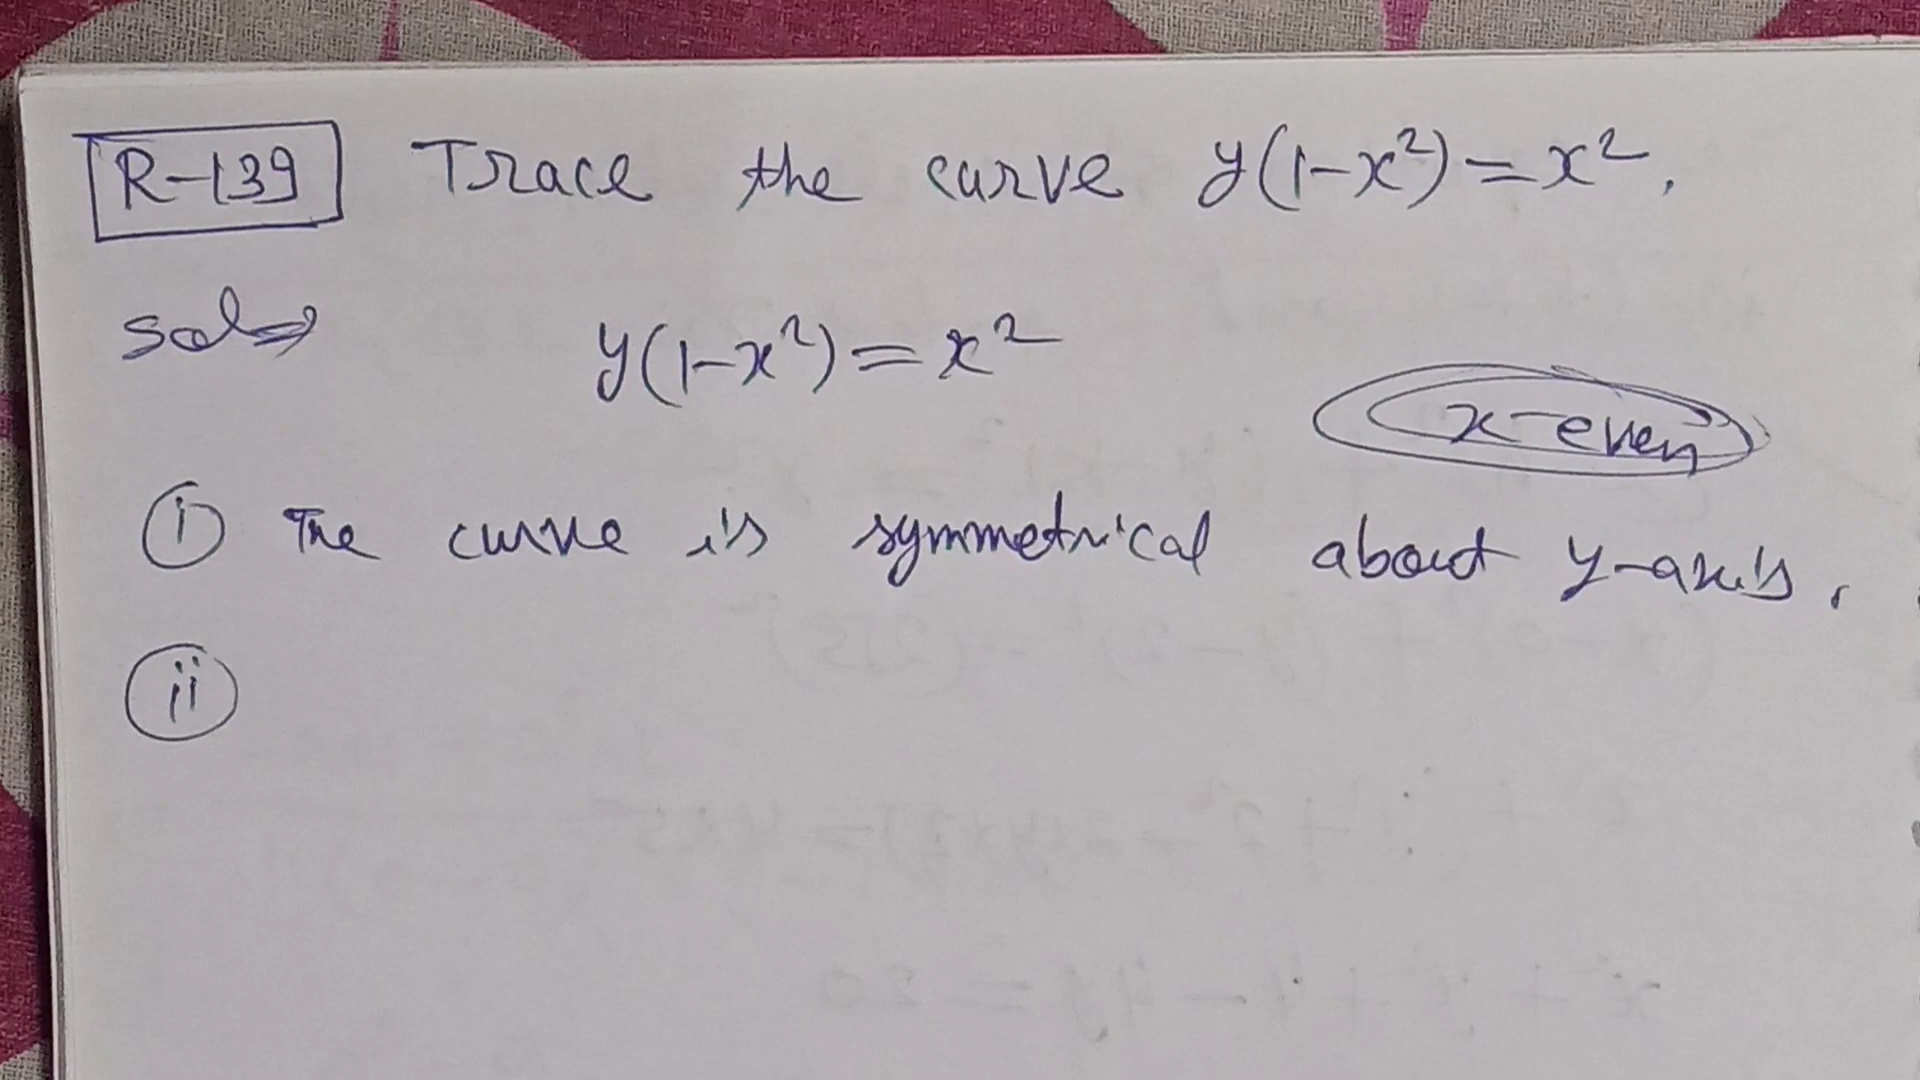 R-139 Trace the curve y(1-x²)=x².
sol⇒ y(1-x²)=x²
x-even
(i) The curve is symmetrical about y-axis.
(ii)